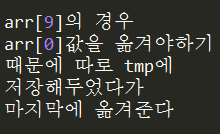 arr[9]의 경우
arr[0]값을 옮겨야하기
때문에 따로 tmp에
저장해두었다가
마지막에 옮겨준다